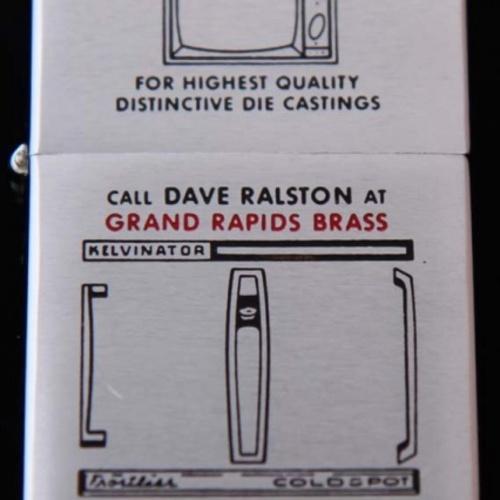 FOR HIGHEST QUALITY
DISTINCTIVE DIE CASTINGS
CALL DAVE RALSTON AT
GRAND RAPIDS BRASS
KELVINATOR
COLDSPOT